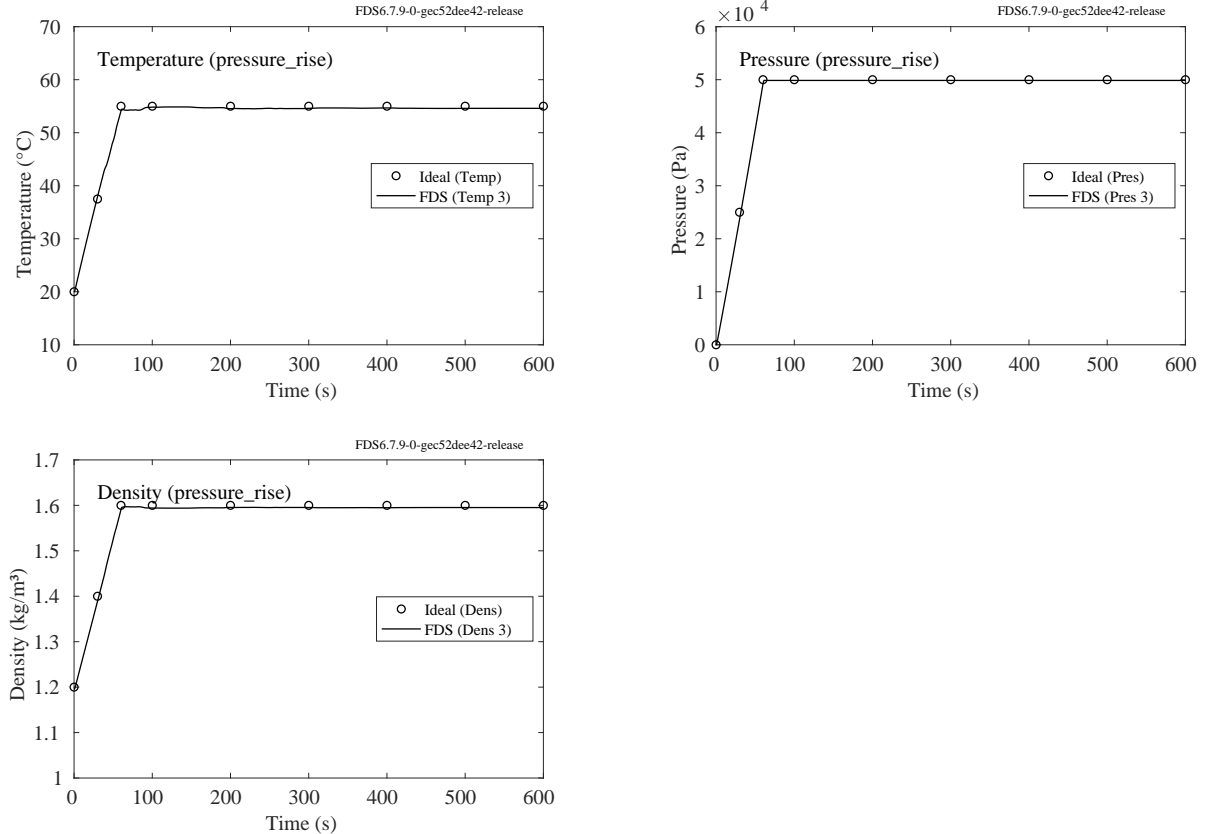 FDS6.7.9-0-gec52dee42-release
Temperature (pressure_rise)
70
60
50
40
30
20
10
Temperature (°C)
Ideal (Temp)
FDS (Temp 3)
0 100 200 300 400 500 600
Time (s)
FDS6.7.9-0-gec52dee42-release
× 10⁴
Pressure (pressure_rise)
6
5
4
3
2
1
0
Pressure (Pa)
Ideal (Pres)
FDS (Pres 3)
0 100 200 300 400 500 600
Time (s)
FDS6.7.9-0-gec52dee42-release
Density (pressure_rise)
1.7
1.6
1.5
1.4
1.3
1.2
1.1
1
Density (kg/m³)
Ideal (Dens)
FDS (Dens 3)
0 100 200 300 400 500 600
Time (s)